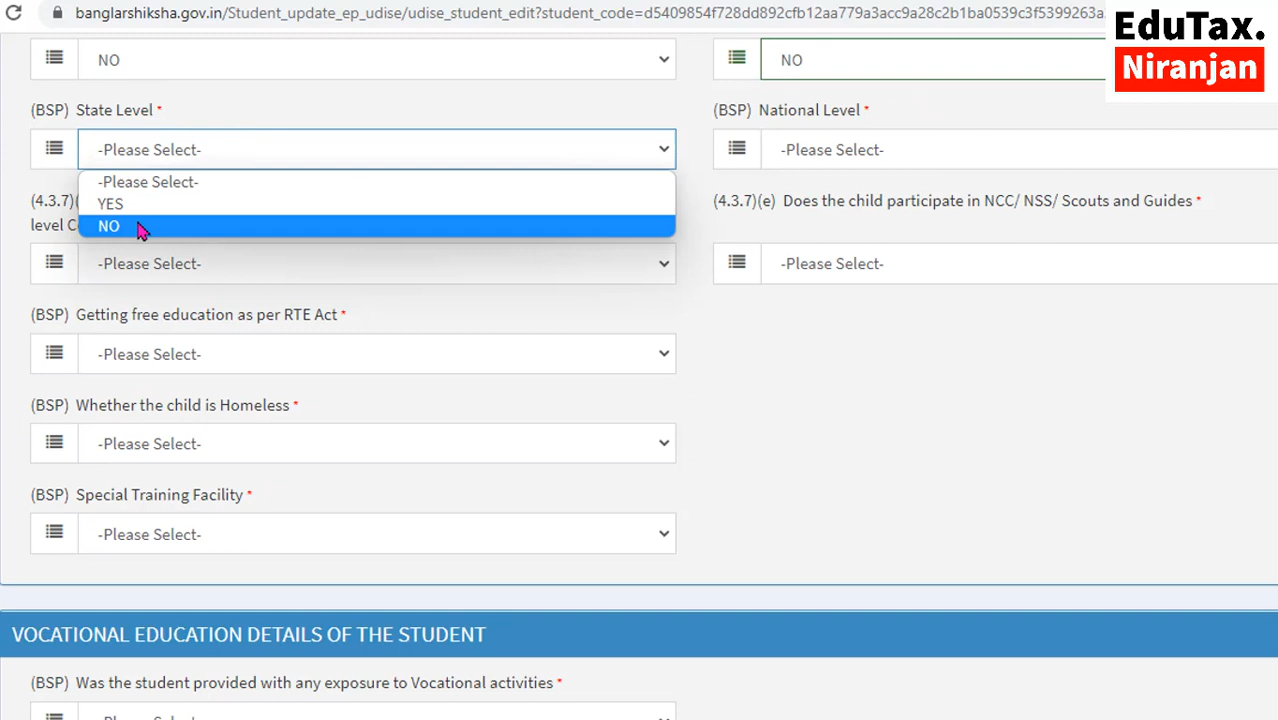 banglarshiksha.gov.in/Student_update_ep_udise/udise_student_edit?student_code=d5409854f728dd892cfb12aa779a3acc9a28c2b1ba0539c3f5399263a
EduTax.
Niranjan
NO
NO
(BSP) State Level *
(BSP) National Level *
-Please Select-
-Please Select-
-Please Select-
YES
NO
(4.3.7)
(4.3.7)(e) Does the child participate in NCC/ NSS/ Scouts and Guides *
level C
-Please Select-
-Please Select-
(BSP) Getting free education as per RTE Act *
-Please Select-
(BSP) Whether the child is Homeless *
-Please Select-
(BSP) Special Training Facility *
-Please Select-
VOCATIONAL EDUCATION DETAILS OF THE STUDENT
(BSP) Was the student provided with any exposure to Vocational activities *
-Please Select-